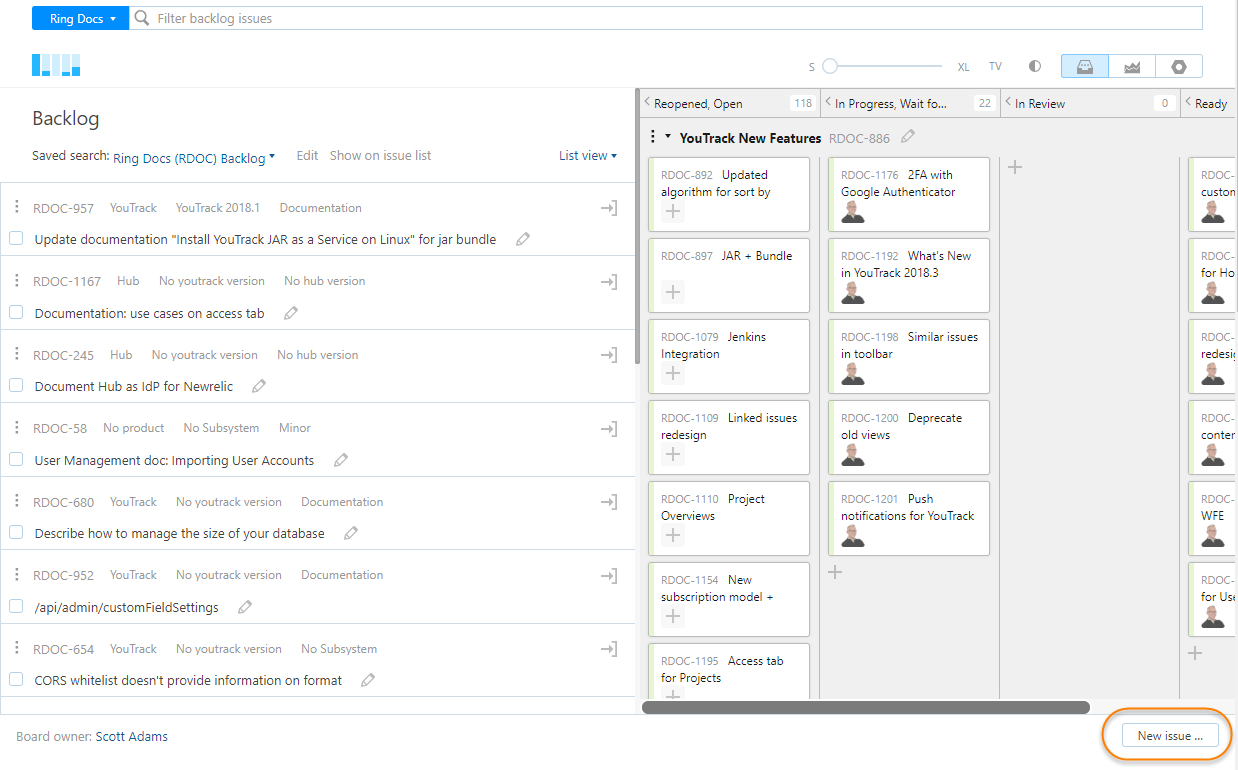 Ring Docs
Filter backlog issues
S
XL
TV
Backlog
Saved search: Ring Docs (RDOC) Backlog
Edit
Show on issue list
List view
RDOC-957 YouTrack YouTrack 2018.1 Documentation
Update documentation "Install YouTrack JAR as a Service on Linux" for jar bundle
RDOC-1167 Hub No youtrack version No hub version
Documentation: use cases on access tab
RDOC-245 Hub No youtrack version No hub version
Document Hub as IdP for Newrelic
RDOC-58 No product No Subsystem Minor
User Management doc: Importing User Accounts
RDOC-680 YouTrack No youtrack version Documentation
Describe how to manage the size of your database
RDOC-952 YouTrack No youtrack version Documentation
/api/admin/customFieldSettings
RDOC-654 YouTrack No youtrack version No Subsystem
CORS whitelist doesn't provide information on format
Reopened, Open 118
In Progress, Wait fo... 22
In Review 0
Ready
YouTrack New Features RDOC-886
RDOC-892 Updated
algorithm for sort by
RDOC-897 JAR + Bundle
RDOC-1079 Jenkins
Integration
RDOC-1109 Linked issues
redesign
RDOC-1110 Project
Overviews
RDOC-1154 New
subscription model +
RDOC-1195 Access tab
for Projects
RDOC-1176 2FA with
Google Authenticator
RDOC-1192 What's New
in YouTrack 2018.3
RDOC-1198 Similar issues
in toolbar
RDOC-1200 Deprecate
old views
RDOC-1201 Push
notifications for YouTrack
RDOC-
custom
RDOC-
for Ho
RDOC-
redesig
RDOC-
conten
RDOC-
WFE
RDOC-
for Use
Board owner: Scott Adams
New issue ...